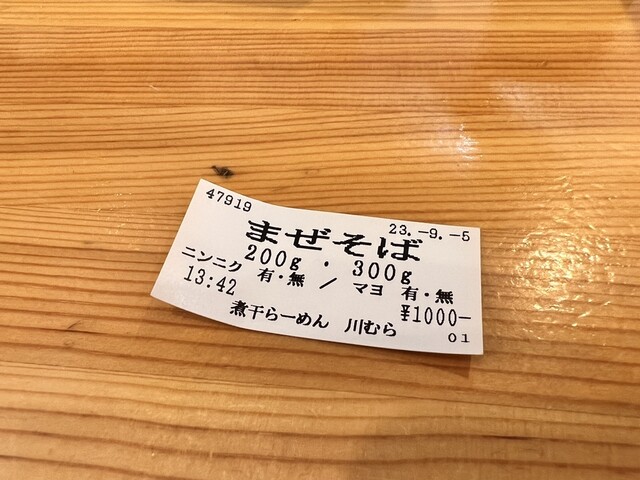 47919 23.-9.-5
まぜそば
200g・300g
ニンニク 有・無 / マヨ 有・無
13:42 ¥1000-
煮干らーめん 川むら 01